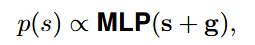 p(s) ∝ MLP(s + g),